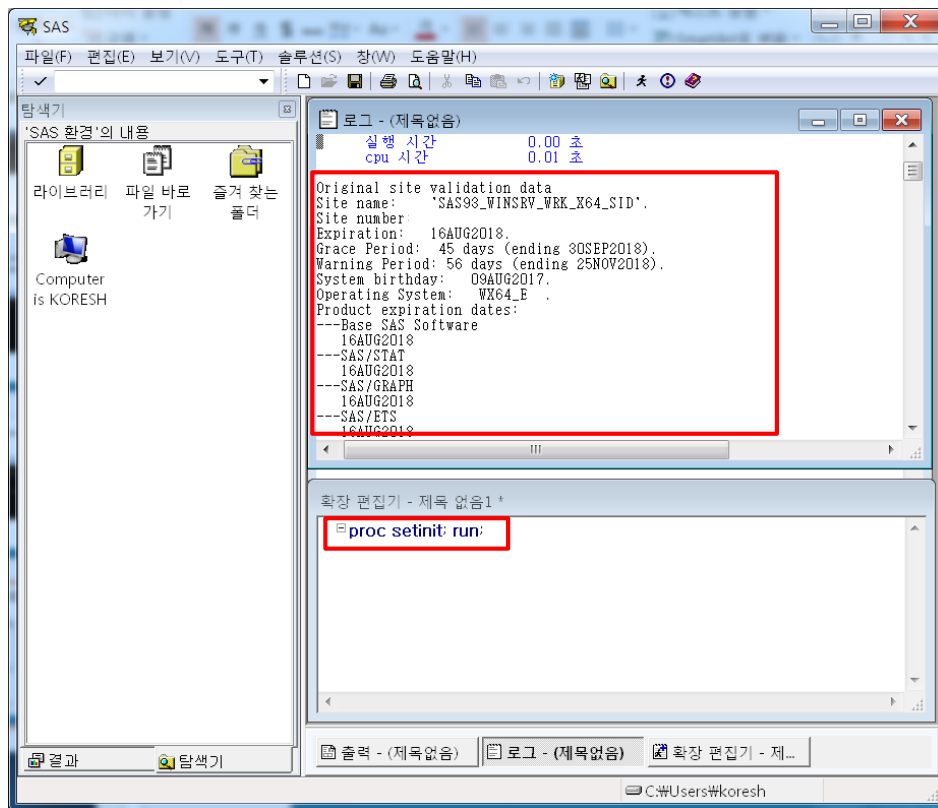 SAS
파일(F) 편집(E) 보기(V) 도구(T) 솔루션(S) 창(W) 도움말(H)
탐색기
'SAS 환경'의 내용
라이브러리
파일 바로 가기
즐겨 찾는 폴더
Computer is KORESH
로그 - (제목없음)
실행 시간 0.00 초
cpu 시간 0.01 초
Original site validation data
Site name: 'SAS93_WINSRV_WRK_X64_SID'.
Site number:
Expiration: 16AUG2018.
Grace Period: 45 days (ending 30SEP2018).
Warning Period: 56 days (ending 25NOV2018).
System birthday: 09AUG2017.
Operating System: WX64_E .
Product expiration dates:
---Base SAS Software
16AUG2018
---SAS/STAT
16AUG2018
---SAS/GRAPH
16AUG2018
---SAS/ETS
16AUG2018
확장 편집기 - 제목 없음1 *
proc setinit; run;
결과
탐색기
출력 - (제목없음)
로그 - (제목없음)
확장 편집기 - 제...
C:₩Users₩koresh